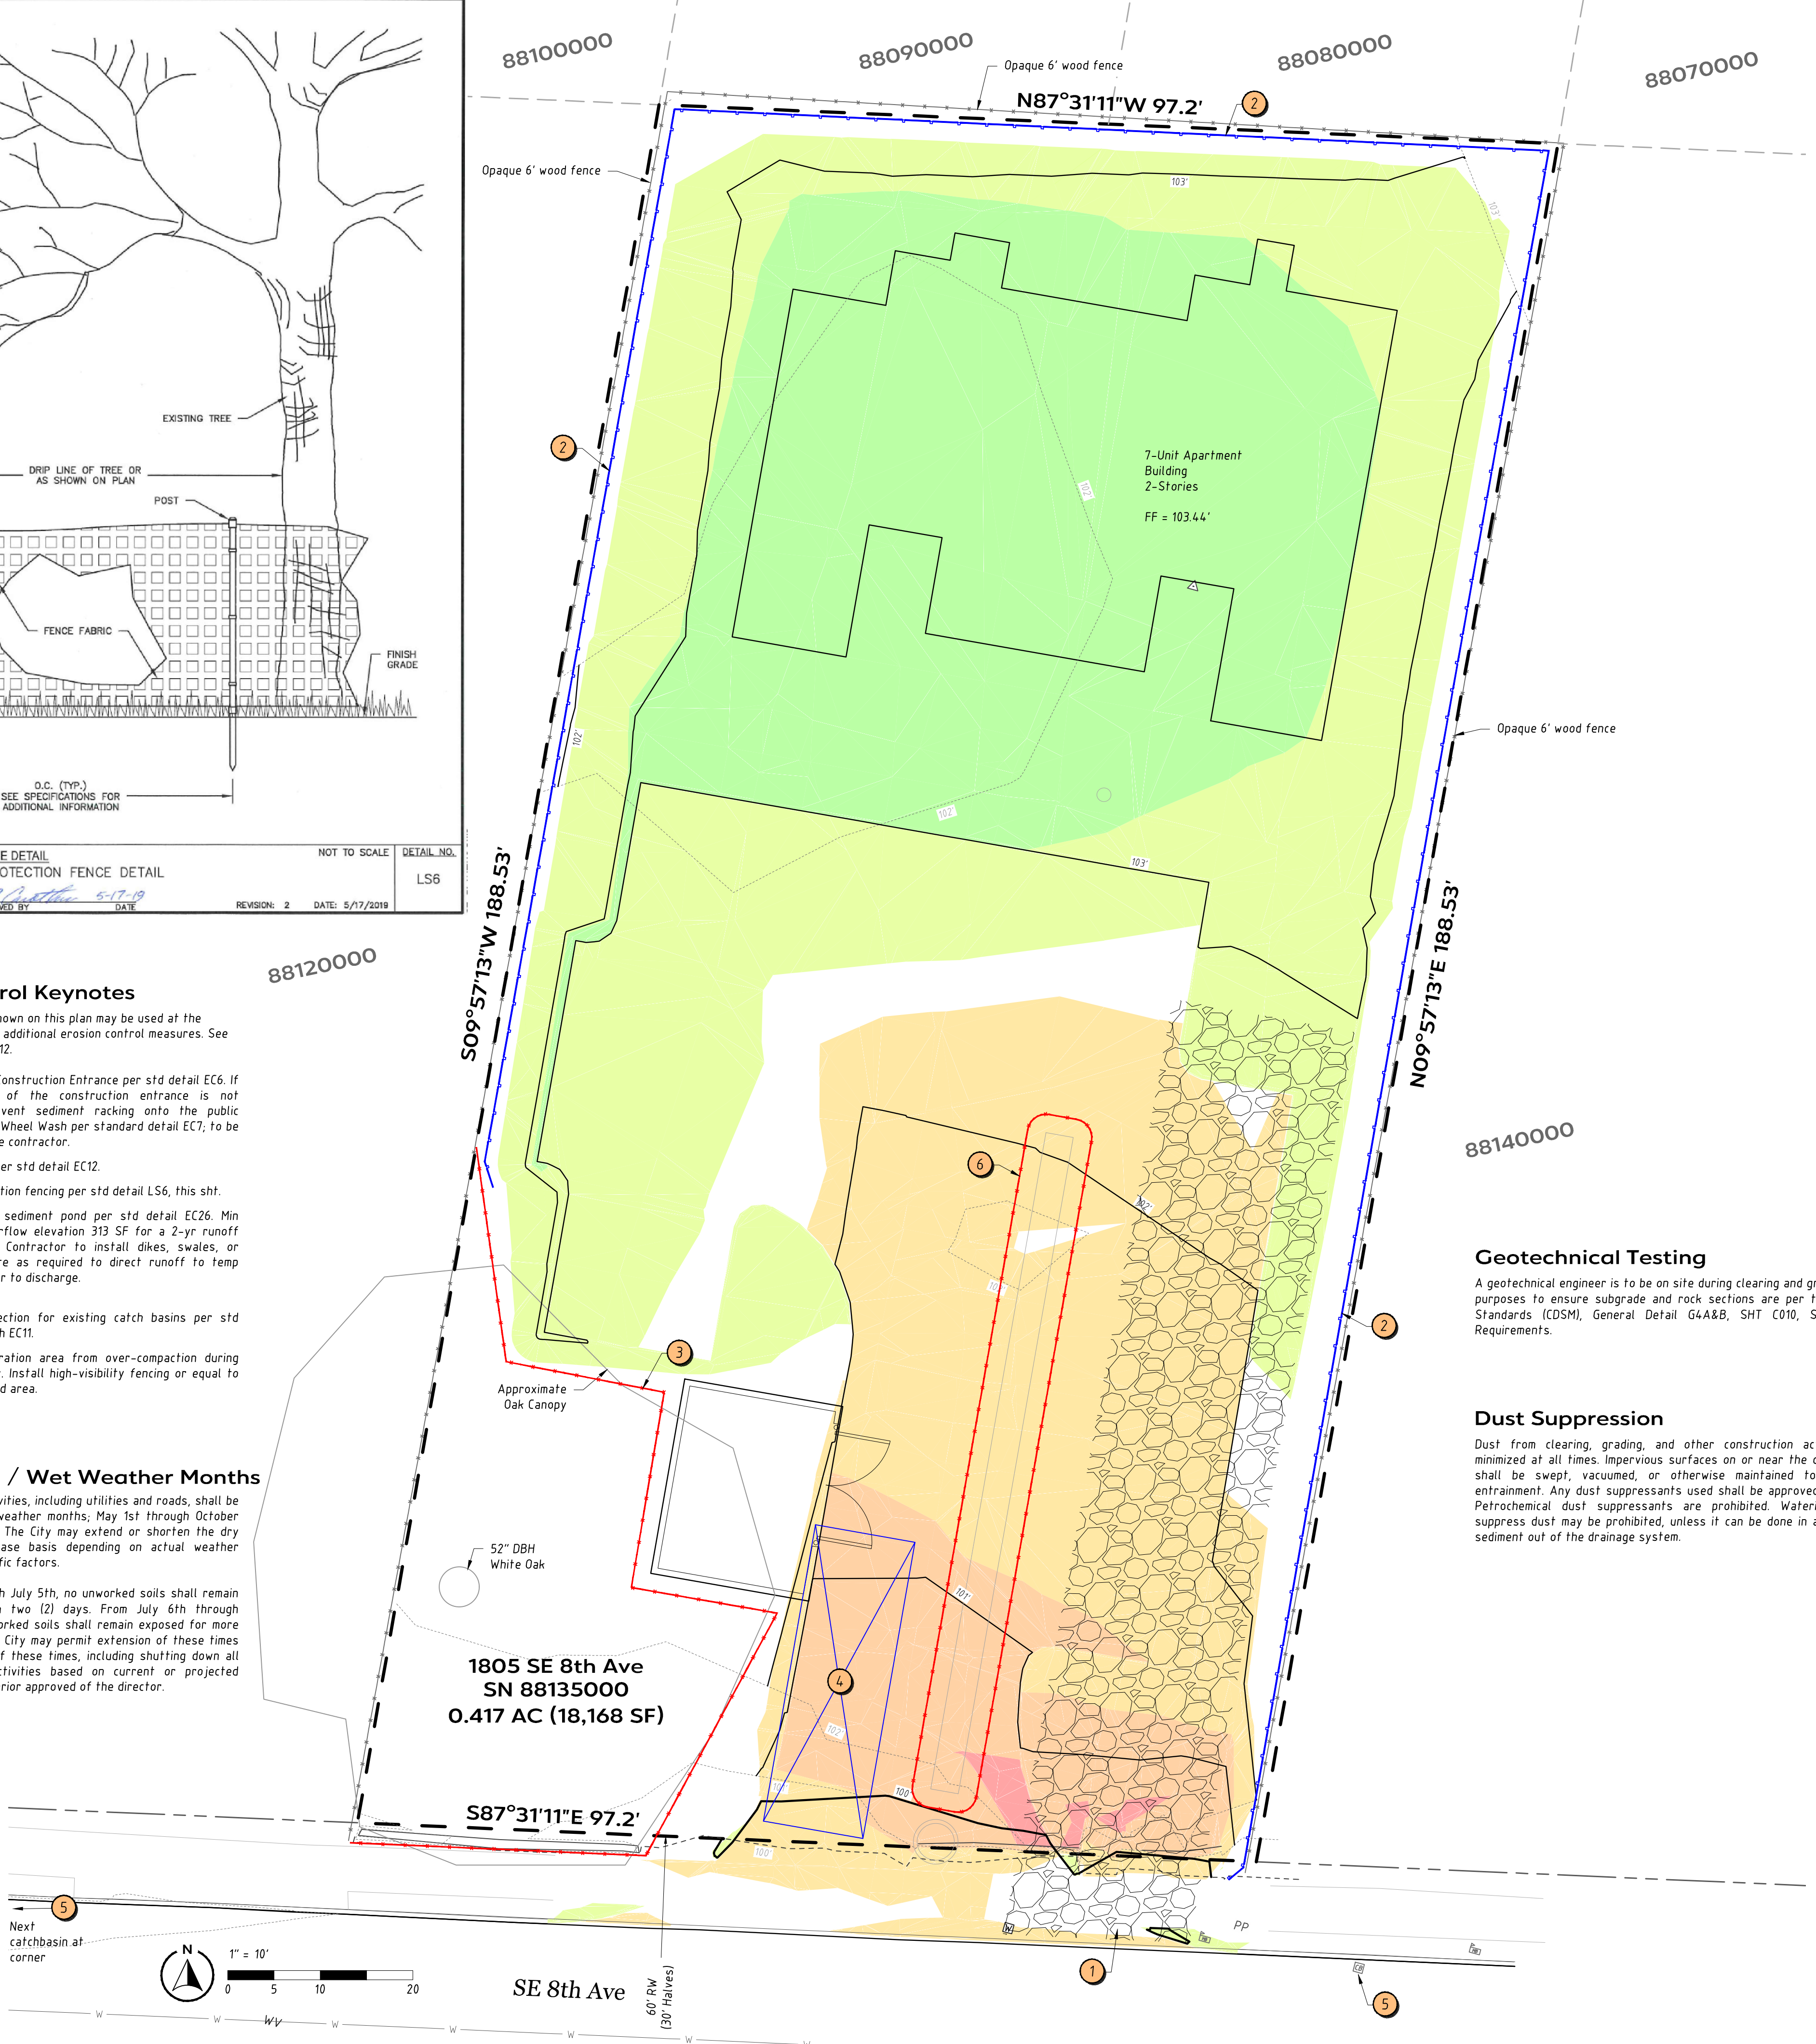 88100000
88090000
88080000
88070000
Opaque 6' wood fence
N87°31'11"W 97.2'
2
Opaque 6' wood fence
103'
103'
EXISTING TREE
DRIP LINE OF TREE OR
AS SHOWN ON PLAN
POST
FENCE FABRIC
FINISH
GRADE
O.C. (TYP.)
SEE SPECIFICATIONS FOR
ADDITIONAL INFORMATION
E DETAIL
OTECTION FENCE DETAIL
NOT TO SCALE
DETAIL NO.
LS6
5-17-19
VED BY
DATE
REVISION: 2
DATE: 5/17/2019
2
7-Unit Apartment
Building
2-Stories
FF = 103.44'
102'
102'
102'
103'
Opaque 6' wood fence
S09°57'13"W 188.53'
N09°57'13"E 188.53'
88120000
88140000
rol Keynotes
hown on this plan may be used at the
additional erosion control measures. See
12.
Construction Entrance per std detail EC6. If
of the construction entrance is not
vent sediment racking onto the public
Wheel Wash per standard detail EC7; to be
e contractor.
er std detail EC12.
tion fencing per std detail LS6, this sht.
sediment pond per std detail EC26. Min
rflow elevation 313 SF for a 2-yr runoff
Contractor to install dikes, swales, or
re as required to direct runoff to temp
r to discharge.
ection for existing catch basins per std
h EC11.
ration area from over-compaction during
. Install high-visibility fencing or equal to
d area.
/ Wet Weather Months
vities, including utilities and roads, shall be
weather months; May 1st through October
The City may extend or shorten the dry
ase basis depending on actual weather
fic factors.
h July 5th, no unworked soils shall remain
n two (2) days. From July 6th through
orked soils shall remain exposed for more
City may permit extension of these times
f these times, including shutting down all
ctivities based on current or projected
rior approved of the director.
6
102'
2
3
Approximate
Oak Canopy
52" DBH
White Oak
101'
4
102'
100'
100'
1805 SE 8th Ave
SN 88135000
0.417 AC (18,168 SF)
S87°31'11"E 97.2'
Geotechnical Testing
A geotechnical engineer is to be on site during clearing and gr
purposes to ensure subgrade and rock sections are per t
Standards (CDSM), General Detail G4A&B, SHT C010, S
Requirements.
Dust Suppression
Dust from clearing, grading, and other construction ac
minimized at all times. Impervious surfaces on or near the c
shall be swept, vacuumed, or otherwise maintained to
entrainment. Any dust suppressants used shall be approved
Petrochemical dust suppressants are prohibited. Water
suppress dust may be prohibited, unless it can be done in a
sediment out of the drainage system.
5
Next
catchbasin at
corner
N
1" = 10'
0 5 10 20
SE 8th Ave
60' RW
(30' Halves)
W
PP
CB
1
5
W W WV W W W W W